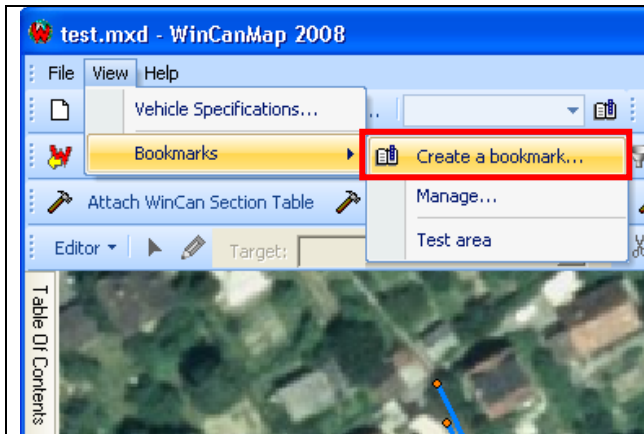 test.mxd - WinCanMap 2008
File View Help
Vehicle Specifications... ..
Bookmarks Create a bookmark...
Attach WinCan Section Table Manage...
Test area
Editor Target:
Table Of Contents